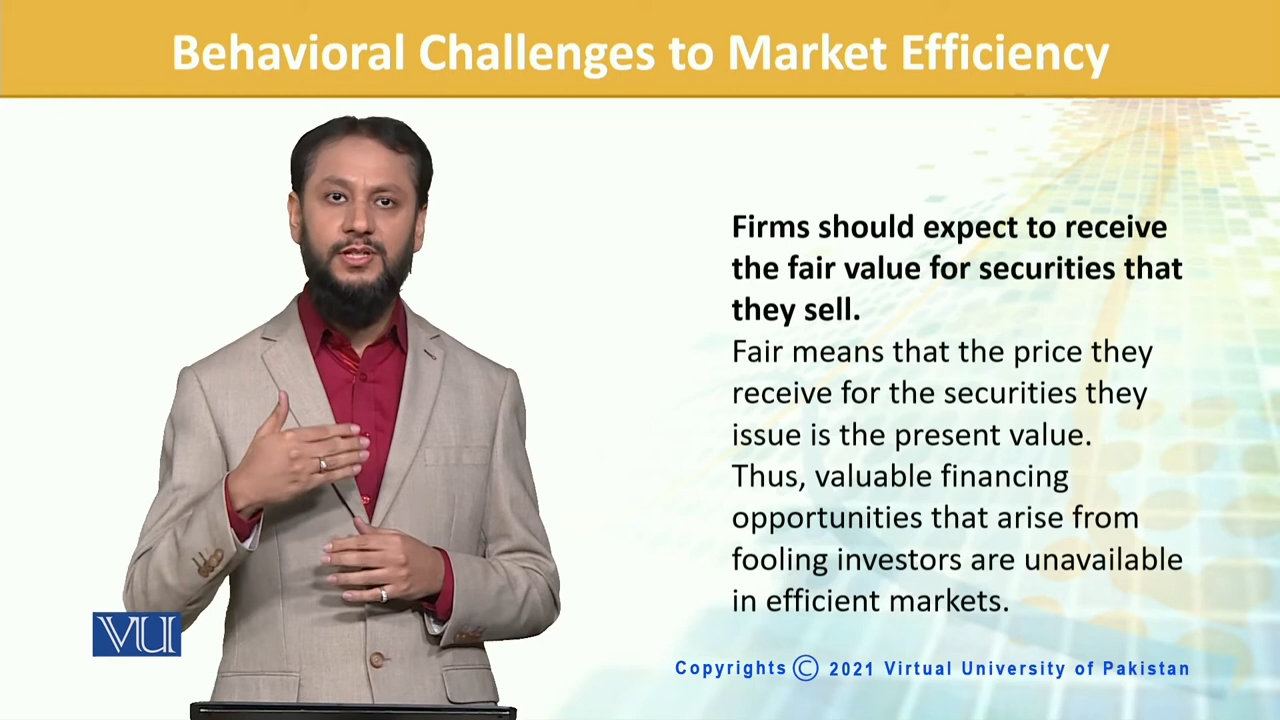 Behavioral Challenges to Market Efficiency
Firms should expect to receive
the fair value for securities that
they sell.
Fair means that the price they
receive for the securities they
issue is the present value.
Thus, valuable financing
opportunities that arise from
fooling investors are unavailable
in efficient markets.
VU
Copyrights © 2021 Virtual University of Pakistan